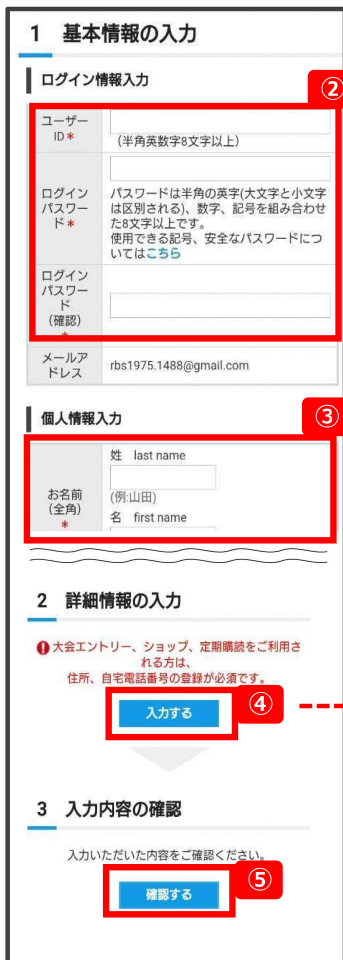 1 基本情報の入力
ログイン情報入力
②
ユーザー
ID＊
(半角英数字8文字以上)
ログイン
パスワー
ド＊
パスワードは半角の英字(大文字と小文字
は区別される)、数字、記号を組み合わせ
た8文字以上です。
使用できる記号、安全なパスワードにつ
いてはこちら
ログイン
パスワー
ド
(確認)
＊
メールア
ドレス
rbs1975.1488@gmail.com
個人情報入力
③
お名前
(全角)
＊
姓 last name
(例:山田)
名 first name
2 詳細情報の入力
大会エントリー、ショップ、定期購読をご利用さ
れる方は、
住所、自宅電話番号の登録が必須です。
入力する
④
3 入力内容の確認
入力いただいた内容をご確認ください。
確認する
⑤